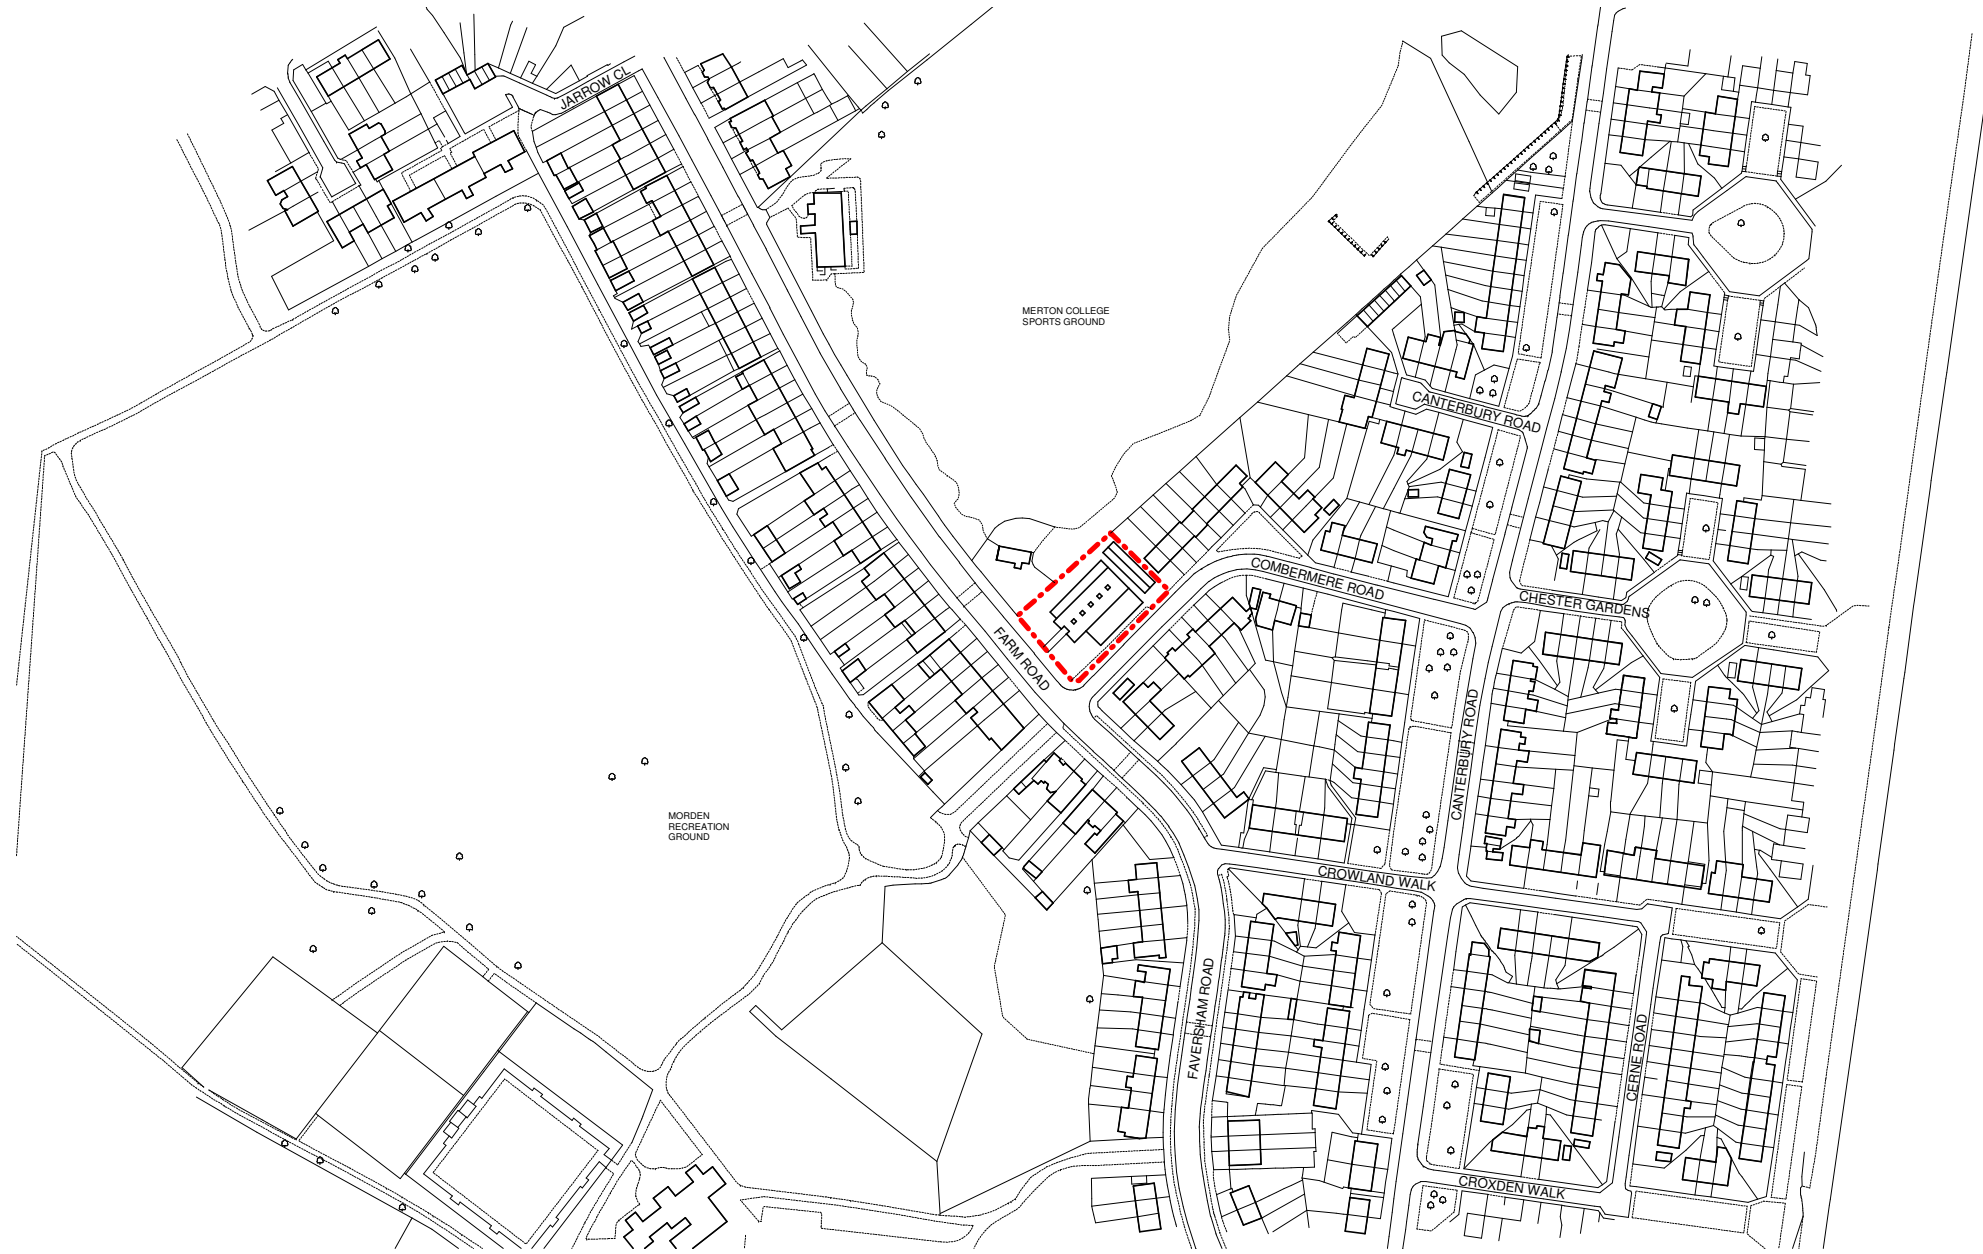 JARROW CL
MERTON COLLEGE
SPORTS GROUND
CANTERBURY ROAD
COMBERMERE ROAD
CHESTER GARDENS
FARM ROAD
CANTERBURY ROAD
MORDEN
RECREATION
GROUND
CROWLAND WALK
FAVERSHAM ROAD
CERNE ROAD
CROXDEN WALK